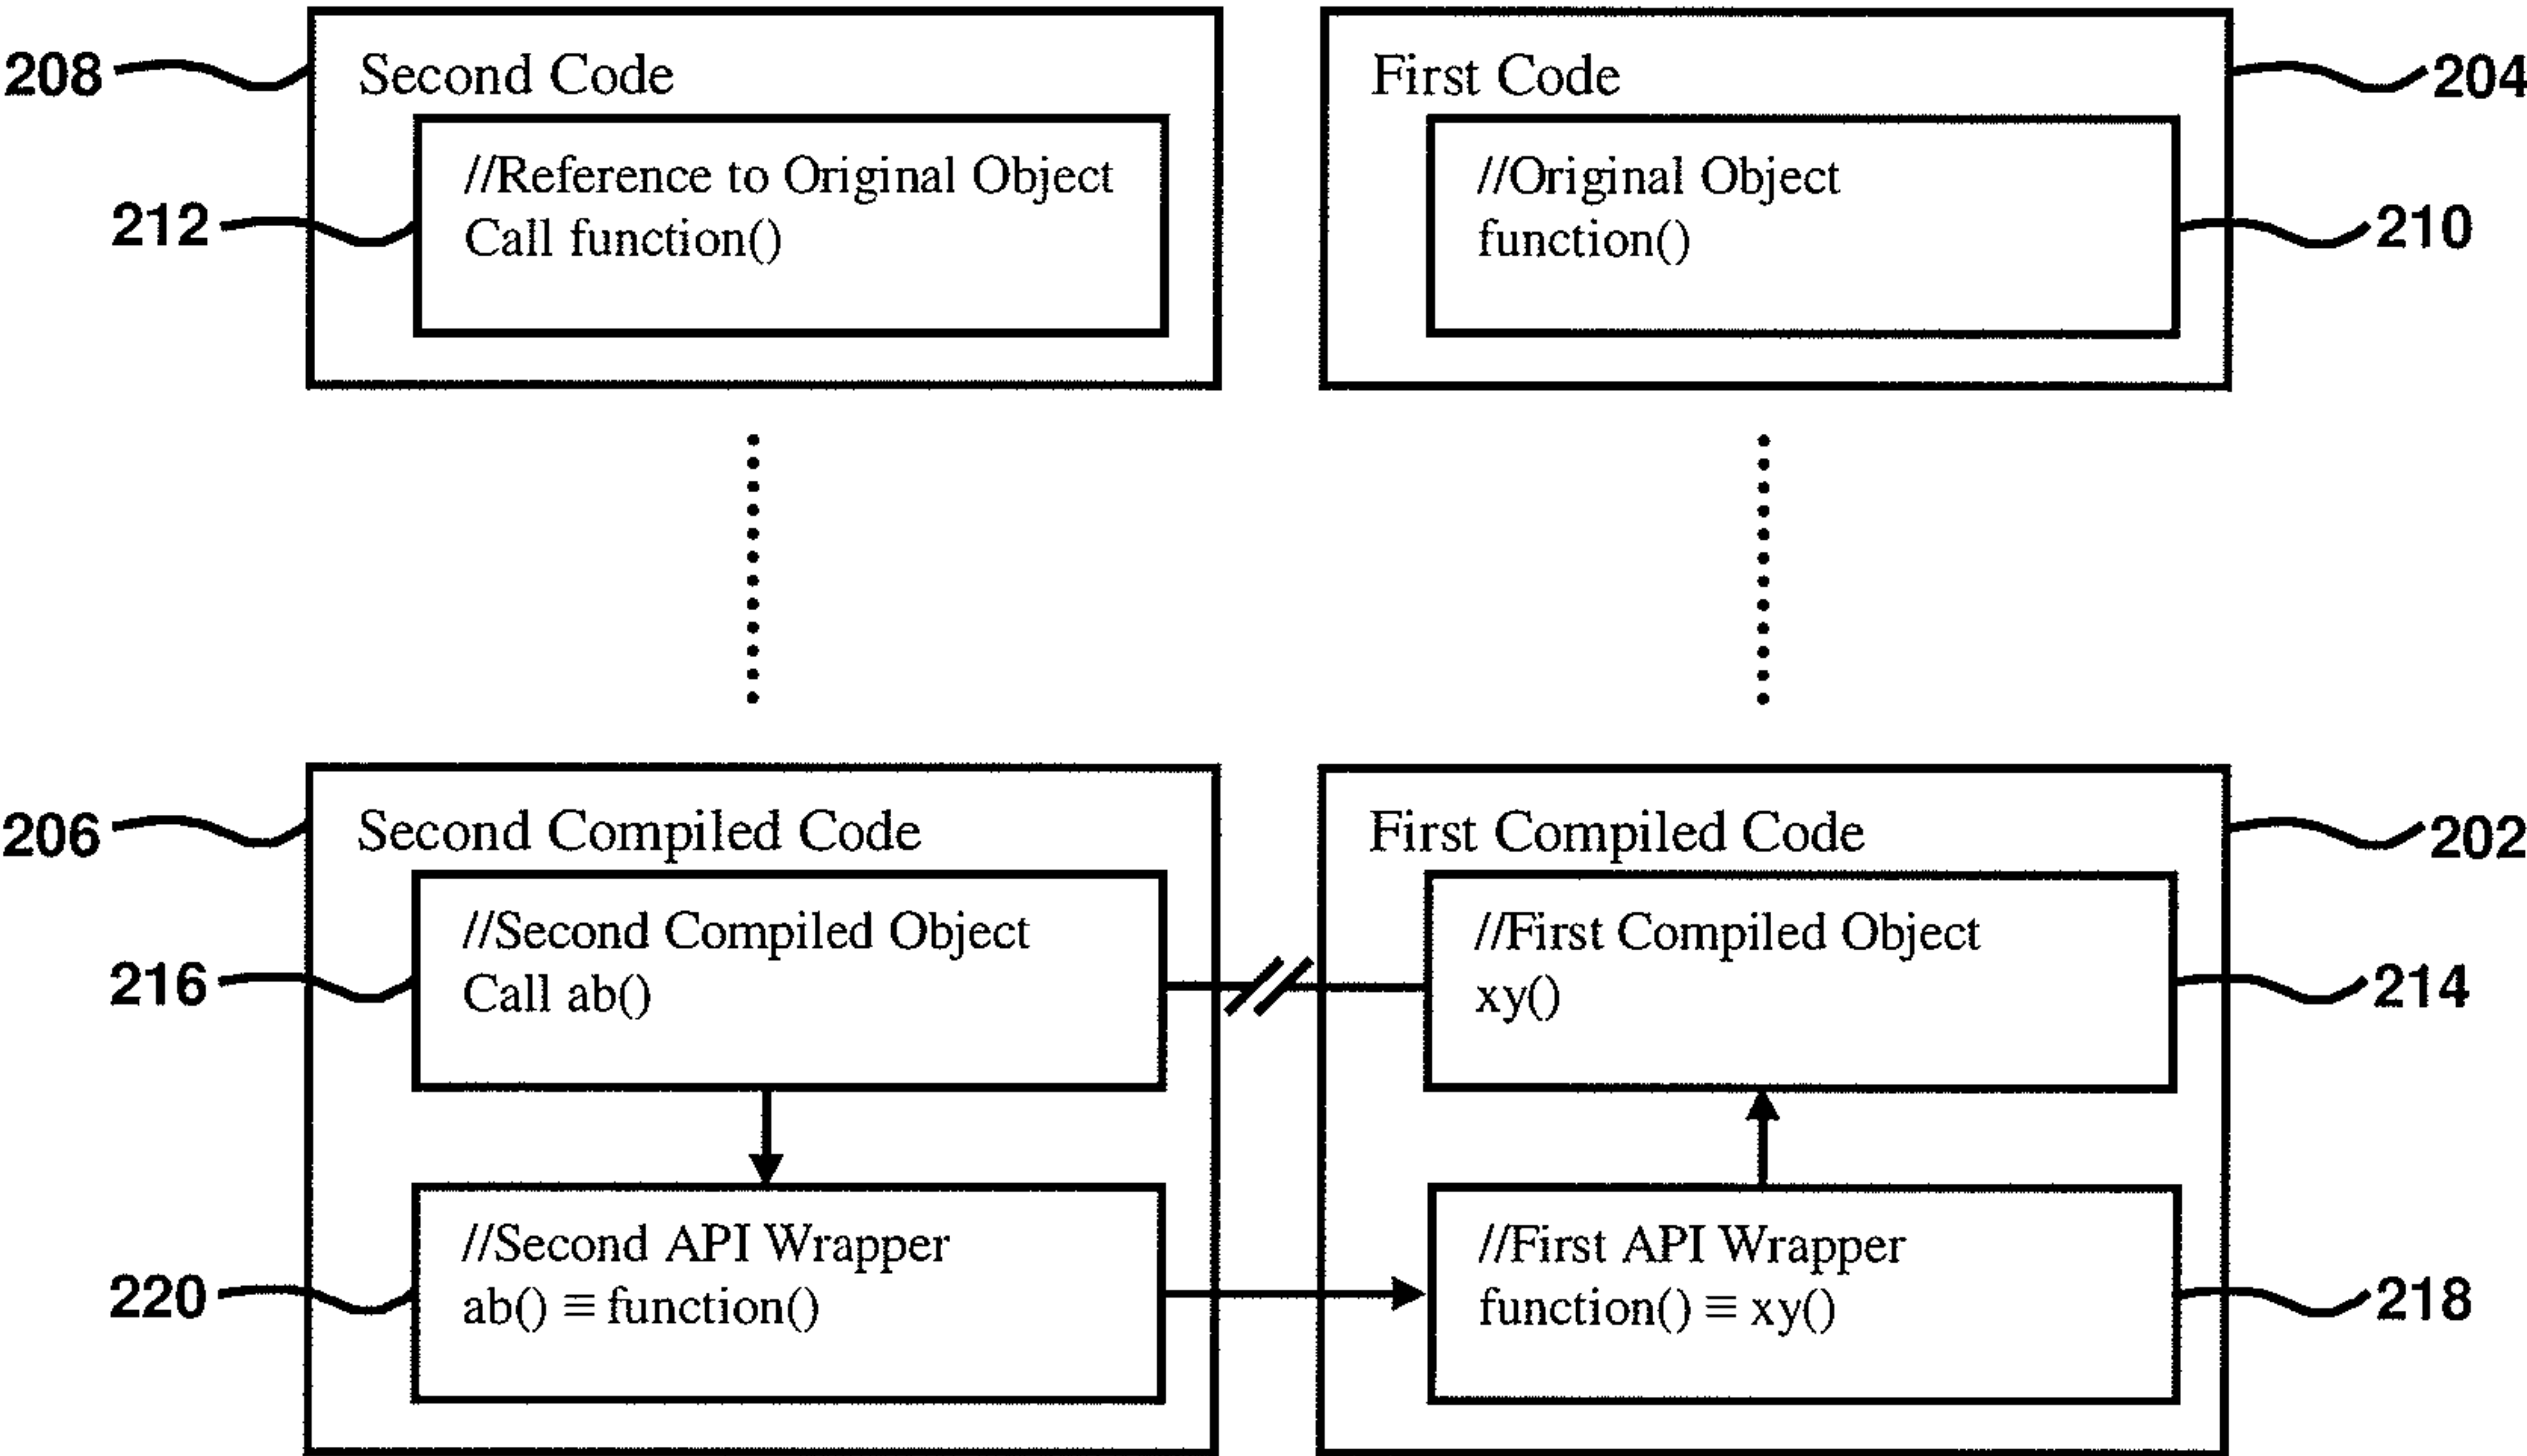 208
Second Code
//Reference to Original Object
212
Call function()
First Code
204
//Original Object
function()
210
206
Second Compiled Code
//Second Compiled Object
216
Call ab()
//Second API Wrapper
220
ab() ≡ function()
First Compiled Code
202
//First Compiled Object
xy()
214
//First API Wrapper
function() ≡ xy()
218